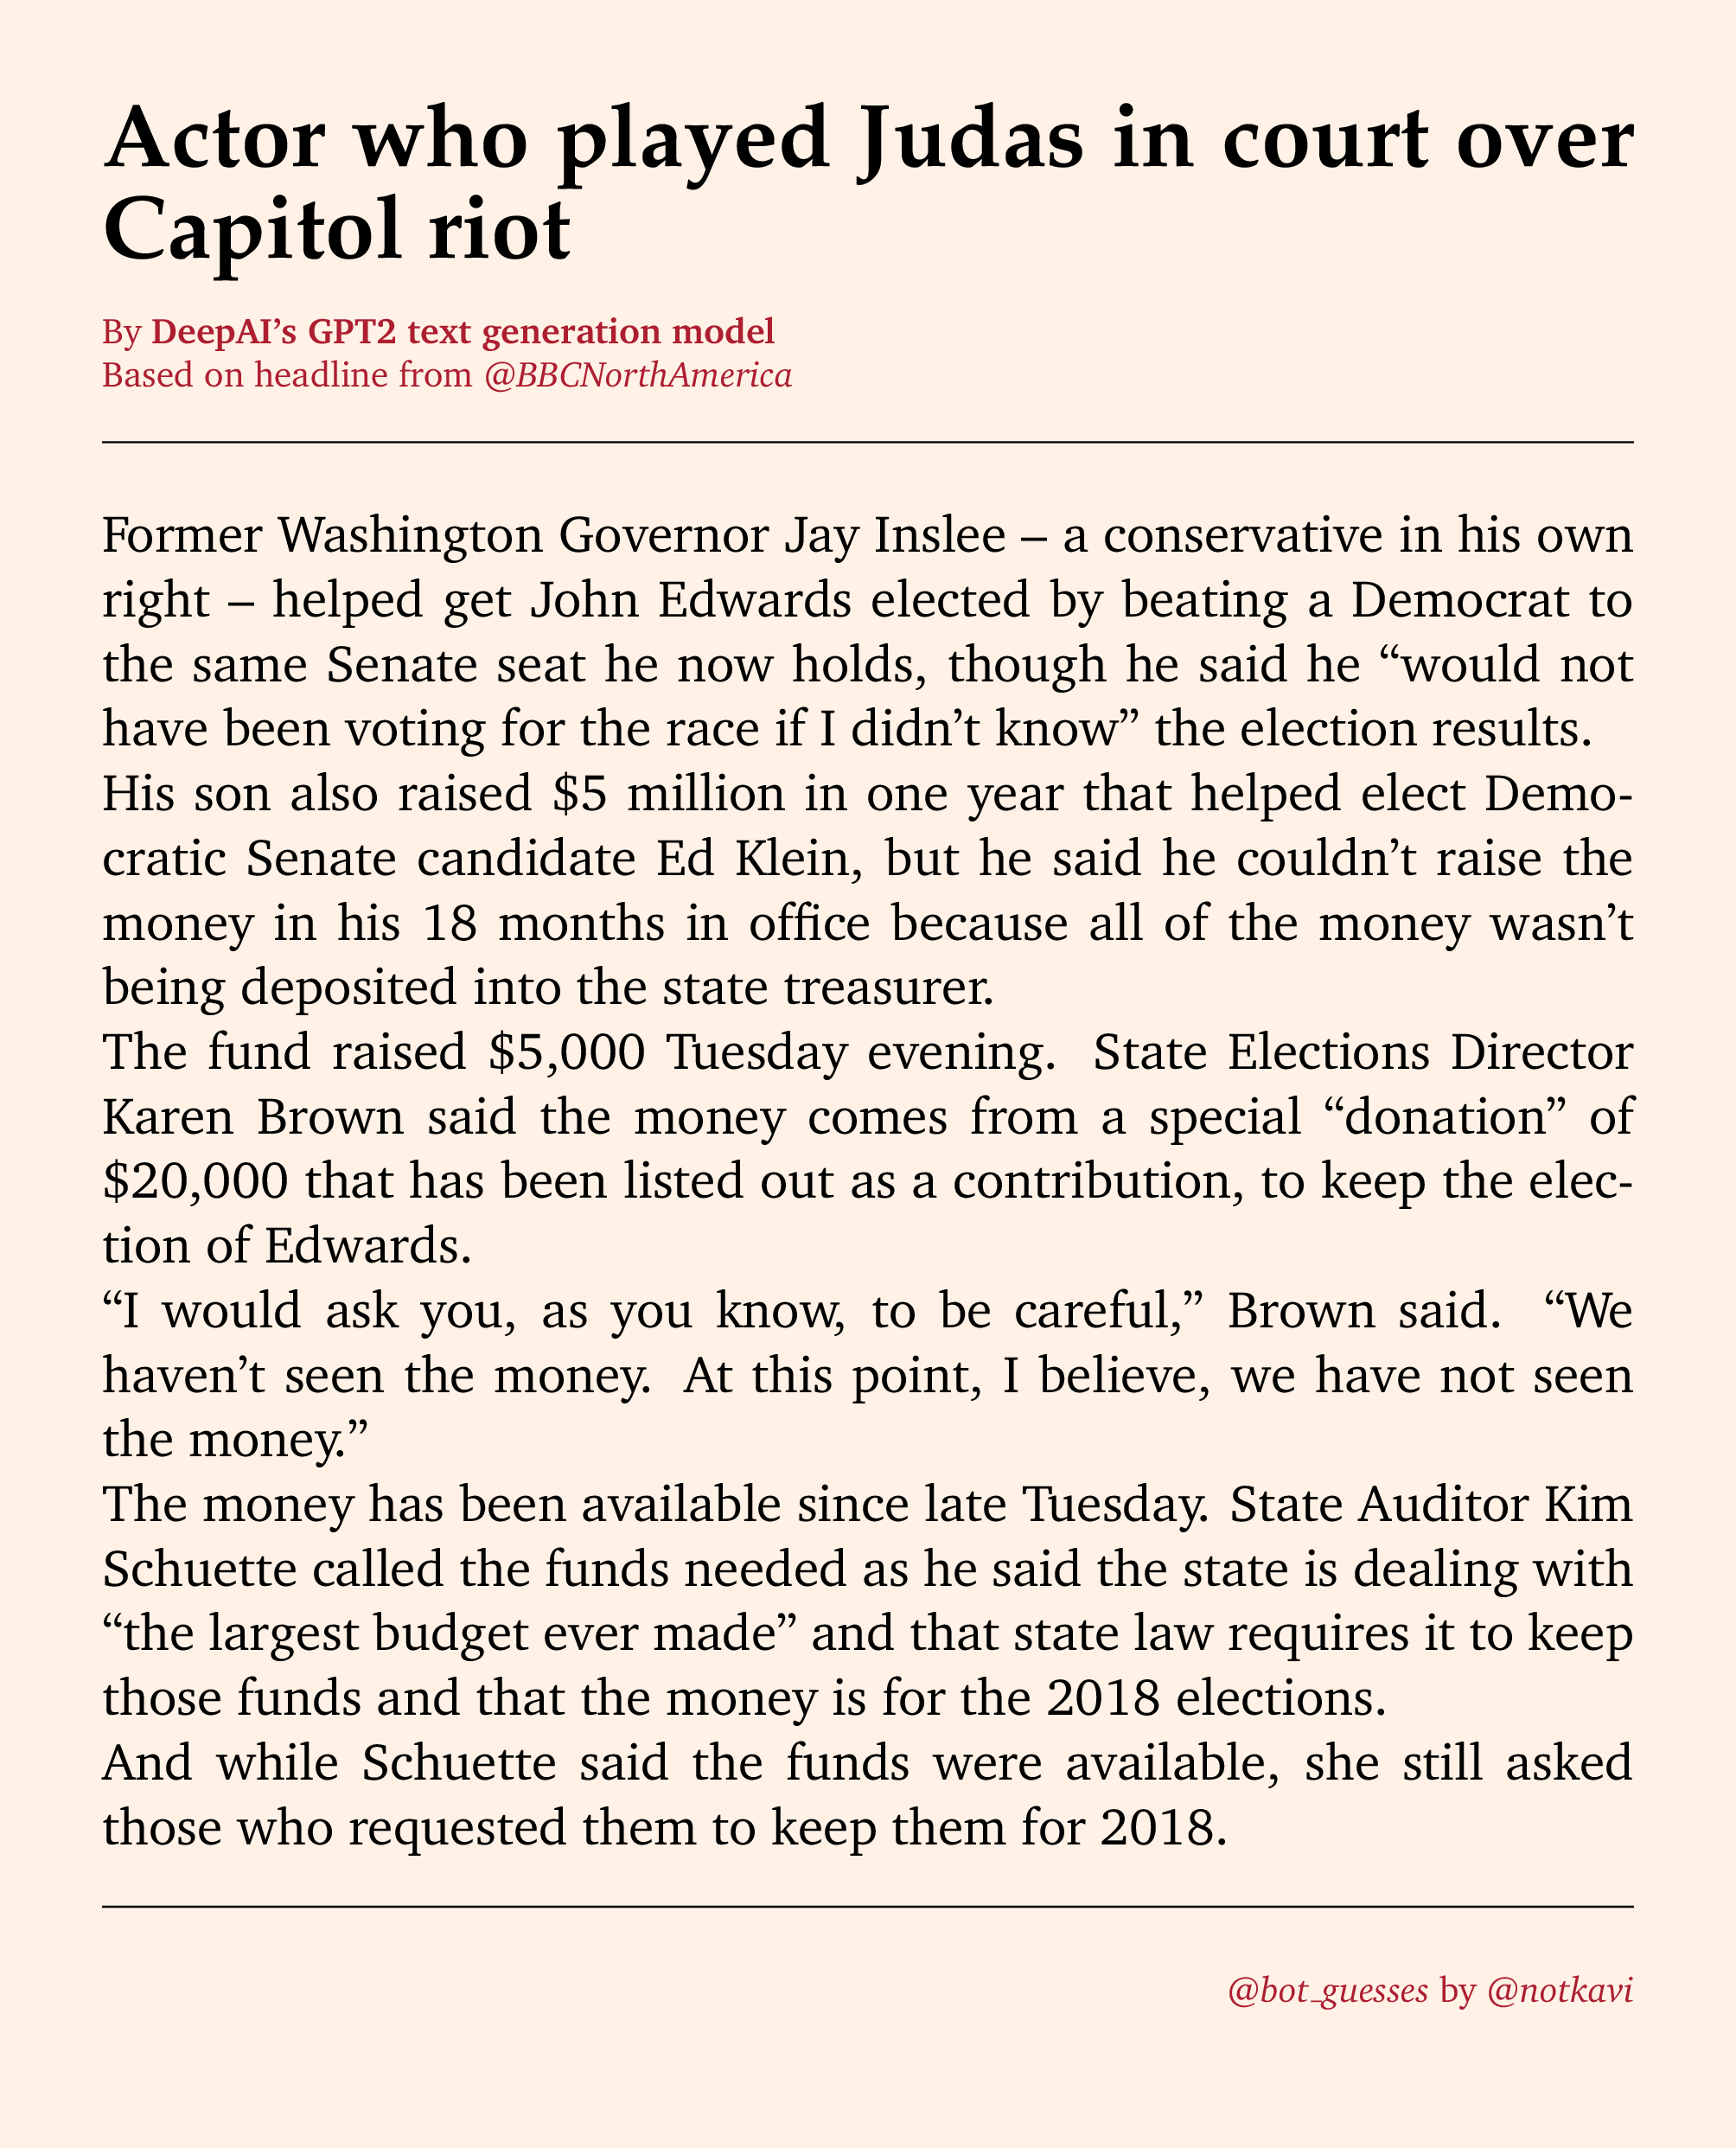 Actor who played Judas in court over
Capitol riot
By DeepAI’s GPT2 text generation model
Based on headline from @BBCNorthAmerica
Former Washington Governor Jay Inslee – a conservative in his own
right – helped get John Edwards elected by beating a Democrat to
the same Senate seat he now holds, though he said he “would not
have been voting for the race if I didn’t know” the election results.
His son also raised $5 million in one year that helped elect Demo-
cratic Senate candidate Ed Klein, but he said he couldn’t raise the
money in his 18 months in office because all of the money wasn’t
being deposited into the state treasurer.
The fund raised $5,000 Tuesday evening. State Elections Director
Karen Brown said the money comes from a special “donation” of
$20,000 that has been listed out as a contribution, to keep the elec-
tion of Edwards.
“I would ask you, as you know, to be careful,” Brown said. “We
haven’t seen the money. At this point, I believe, we have not seen
the money.”
The money has been available since late Tuesday. State Auditor Kim
Schuette called the funds needed as he said the state is dealing with
“the largest budget ever made” and that state law requires it to keep
those funds and that the money is for the 2018 elections.
And while Schuette said the funds were available, she still asked
those who requested them to keep them for 2018.
@bot_guesses by @notkavi